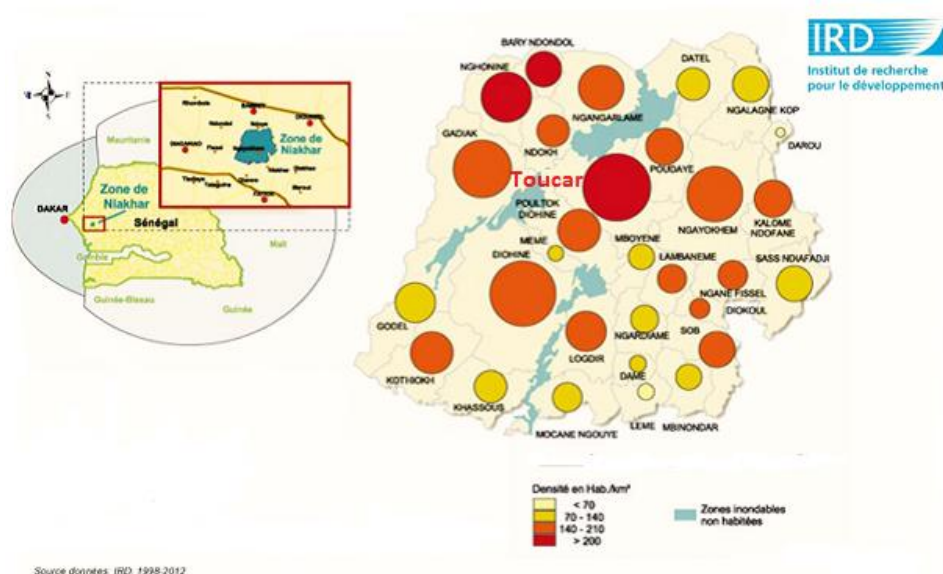 IRD
Institut de recherche
pour le développement
BARY NDONDOL
NGHONINE
DATEL
NGALAGNE KOP
NGANGARLAME
DAROU
GADIAK
NDOKH
Toucar
POUDAYE
POULTOK
DIOHINE
NGAYOKHEM
KALOME
NDOFANE
MEME
MBOYENE
DIOHINE
LAMBANEME
SASS NDIAFADJI
NGANE FISSEL
DIOKOUL
GODEL
NGARDIAME
SOB
LOGDIR
KOTHIOKH
DAME
KHASSOUS
MOCANE NGOUYE
LEME
MBINONDAR
Mauritanie
Zone de
Niakhar
DAKAR
Zone de
Niakhar
Sénégal
Mali
Gambie
Guinée-Bissau
Guinée
Densité en Hab./km²
< 70
70 - 140
140 - 210
> 200
Zones inondables
non habitées
Source données: IRD, 1998-2012